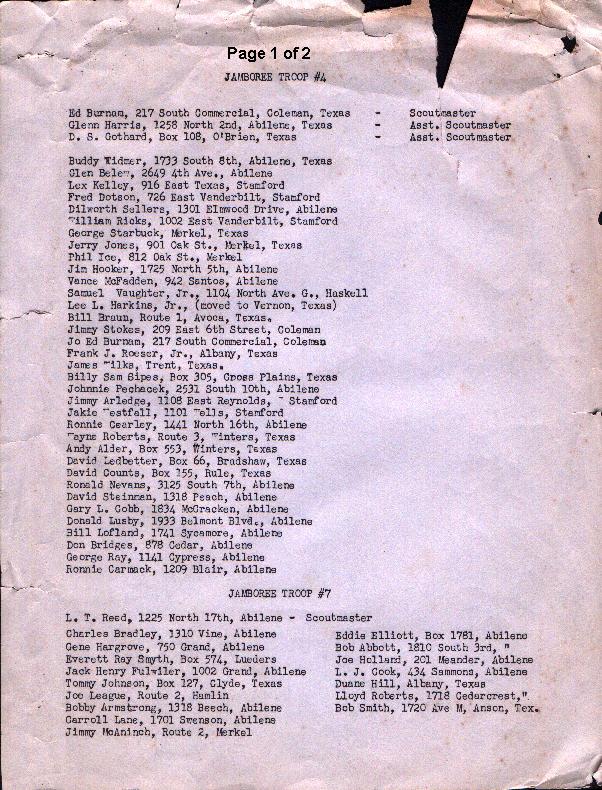 Page 1 of 2
JAMBOREE TROOP #4
Ed Burnam, 217 South Commercial, Coleman, Texas - Scoutmaster
Glenn Harris, 1258 North 2nd, Abilene, Texas - Asst. Scoutmaster
D. S. Gothard, Box 108, O'Brien, Texas - Asst. Scoutmaster
Buddy Widmer, 1733 South 8th, Abilene, Texas
Glen Belew, 2649 4th Ave., Abilene
Lex Kelley, 916 East Texas, Stamford
Fred Dotson, 726 East Vanderbilt, Stamford
Dilworth Sellers, 1301 Elmwood Drive, Abilene
William Ricks, 1002 East Vanderbilt, Stamford
George Starbuck, Merkel, Texas
Jerry Jones, 901 Oak St., Merkel, Texas
Phil Ice, 812 Oak St., Merkel
Jim Hooker, 1725 North 5th, Abilene
Vance McFadden, 942 Santos, Abilene
Samuel Vaughter, Jr., 1104 North Ave. G., Haskell
Lee L. Harkins, Jr., (moved to Vernon, Texas)
Bill Braun, Route 1, Avoca, Texas.
Jimmy Stokes, 209 East 6th Street, Coleman
Jo Ed Burnam, 217 South Commercial, Coleman
Frank J. Roeser, Jr., Albany, Texas
James Wilks, Trent, Texas.
Billy Sam Sipes, Box 305, Cross Plains, Texas
Johnnie Pechacek, 2531 South 10th, Abilene
Jimmy Arledge, 1108 East Reynolds, Stamford
Jakie Westfall, 1101 Wells, Stamford
Ronnie Gearley, 1441 North 16th, Abilene
Wayne Roberts, Route 3, Winters, Texas
Andy Alder, Box 553, Winters, Texas
David Ledbetter, Box 66, Bradshaw, Texas
David Counts, Box 155, Rule, Texas
Ronald Nevans, 3125 South 7th, Abilene
David Steinman, 1318 Peach, Abilene
Gary L. Cobb, 1834 McCracken, Abilene
Donald Lusby, 1933 Belmont Blvd., Abilene
Bill Lofland, 1741 Sycamore, Abilene
Don Bridges, 878 Cedar, Abilene
George Ray, 1141 Cypress, Abilene
Ronnie Carmack, 1209 Blair, Abilene
JAMBOREE TROOP #7
L. T. Reed, 1225 North 17th, Abilene - Scoutmaster
Charles Bradley, 1310 Vine, Abilene
Gene Hargrove, 750 Grand, Abilene
Everett Ray Smyth, Box 574, Lueders
Jack Henry Fulwiler, 1002 Grand, Abilene
Tommy Johnson, Box 127, Clyde, Texas
Joe League, Route 2, Hamlin
Bobby Armstrong, 1318 Beech, Abilene
Carroll Lane, 1701 Swenson, Abilene
Jimmy McAninch, Route 2, Merkel
Eddie Elliott, Box 1781, Abilene
Bob Abbott, 1810 South 3rd, "
Joe Holland, 201 Meander, Abilene
L. J. Cook, 434 Sammons, Abilene
Duane Hill, Albany, Texas
Lloyd Roberts, 1718 Cedarcrest,".
Bob Smith, 1720 Ave M, Anson, Tex.